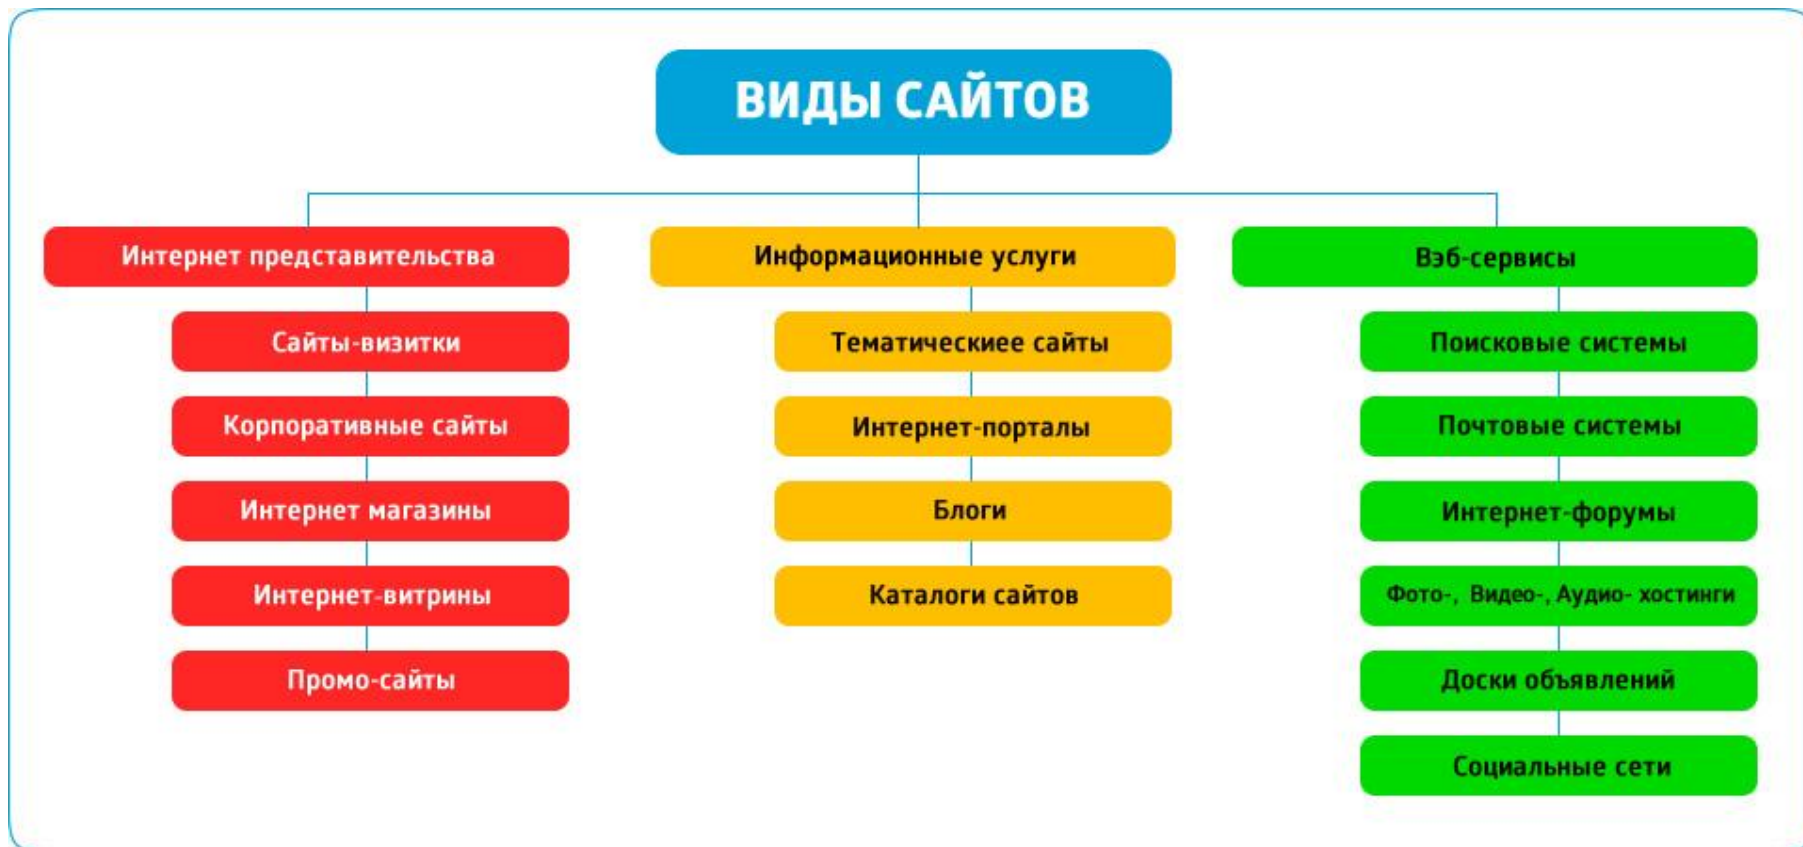 ВИДЫ САЙТОВ
Интернет представительства
Сайты-визитки
Корпоративные сайты
Интернет магазины
Интернет-витрины
Промо-сайты
Информационные услуги
Тематическиее сайты
Интернет-порталы
Блоги
Каталоги сайтов
Вэб-сервисы
Поисковые системы
Почтовые системы
Интернет-форумы
Фото-, Видео-, Аудио- хостинги
Доски объявлений
Социальные сети